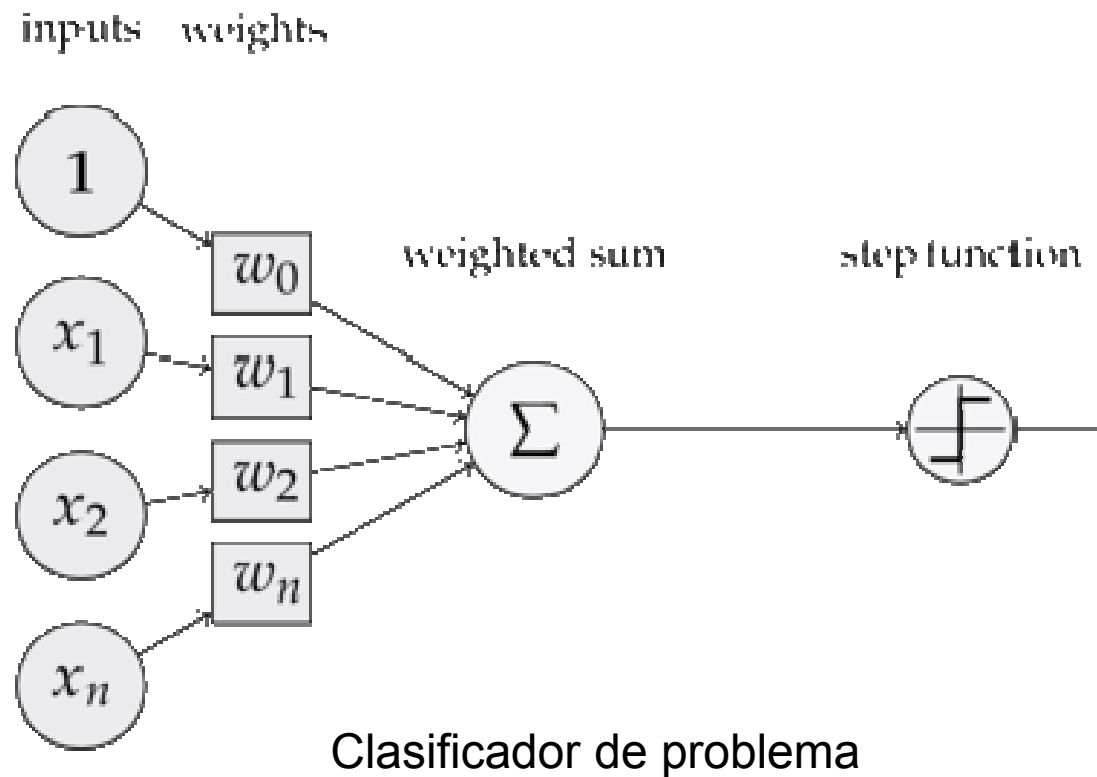 inputs weights
1
w0
weighted sum
step function
x1
w1
Σ
x2
w2
wn
xn
Clasificador de problema